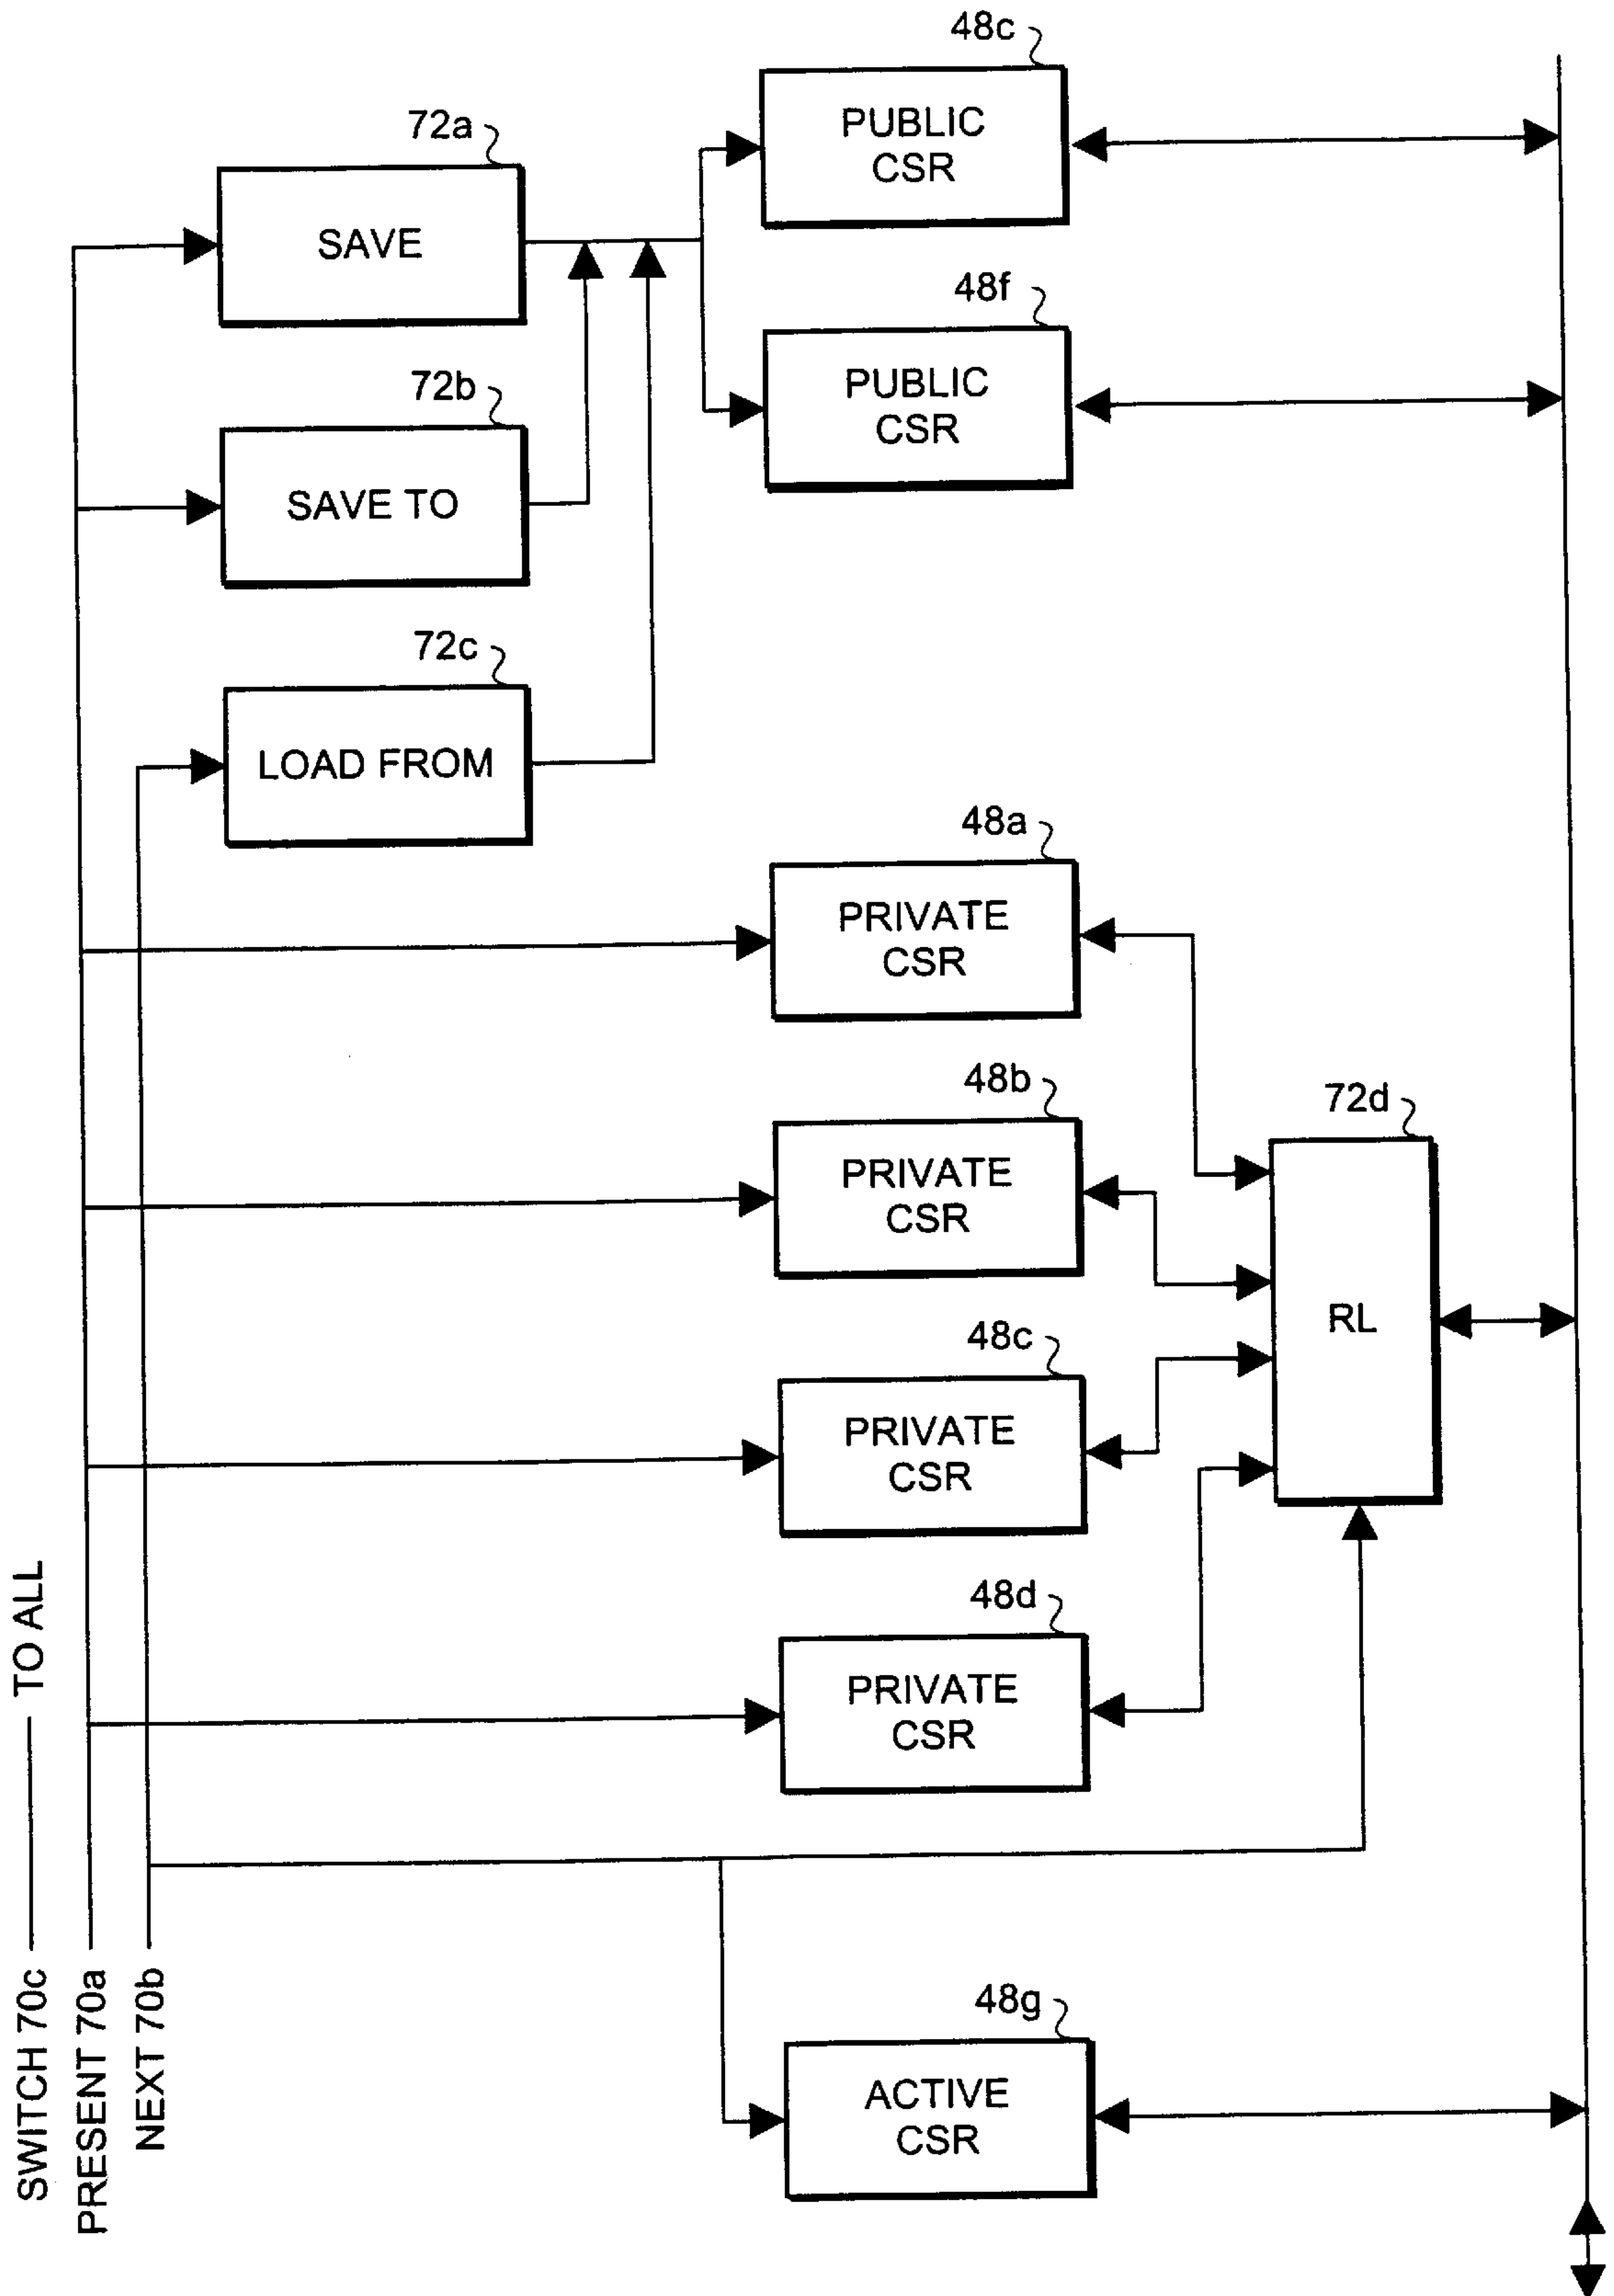 48c
PUBLIC
CSR
72a
SAVE
48f
PUBLIC
CSR
72b
SAVE TO
72c
LOAD FROM
48a
PRIVATE
CSR
48b
PRIVATE
CSR
72d
RL
48c
PRIVATE
CSR
48d
PRIVATE
CSR
TO ALL
SWITCH 70c
PRESENT 70a
NEXT 70b
48g
ACTIVE
CSR